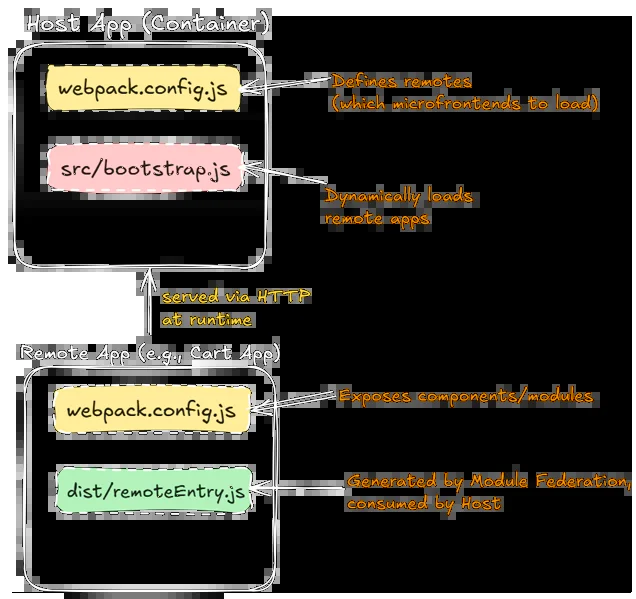 Host App (Container)
webpack.config.js
Defines remotes
(which microfrontends to load)
src/bootstrap.js
Dynamically loads
remote apps
served via HTTP
at runtime
Remote App (e.g., Cart App)
webpack.config.js
Exposes components/modules
dist/remoteEntry.js
Generated by Module Federation,
consumed by Host